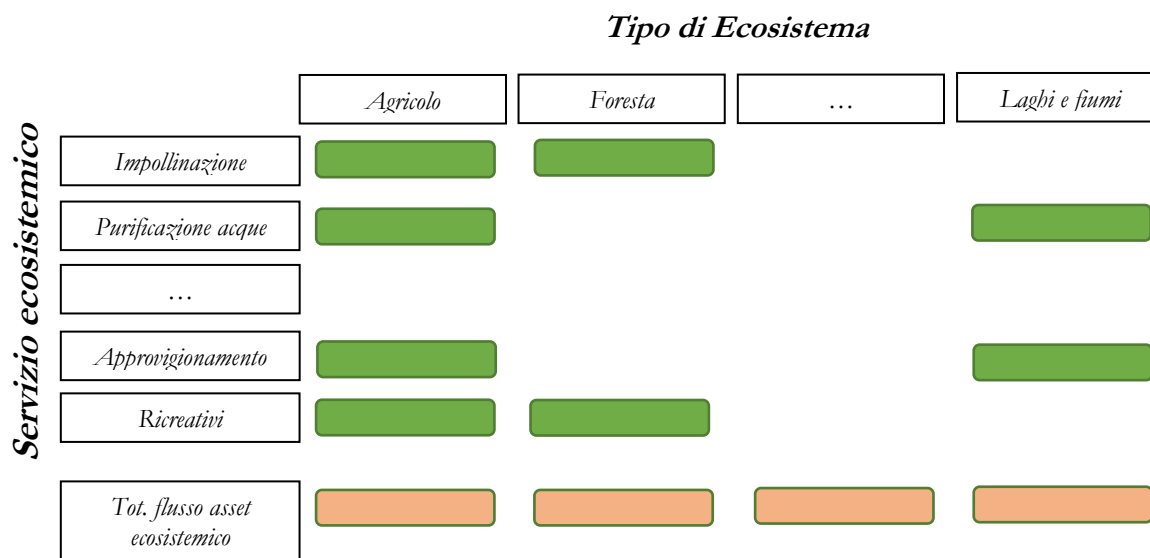 Tipo di Ecosistema
Agricolo
Foresta
…
Laghi e fiumi
Servizio ecosistemico
Impollinazione
Purificazione acque
…
Approvigionamento
Ricreativi
Tot. flusso asset
ecosistemico